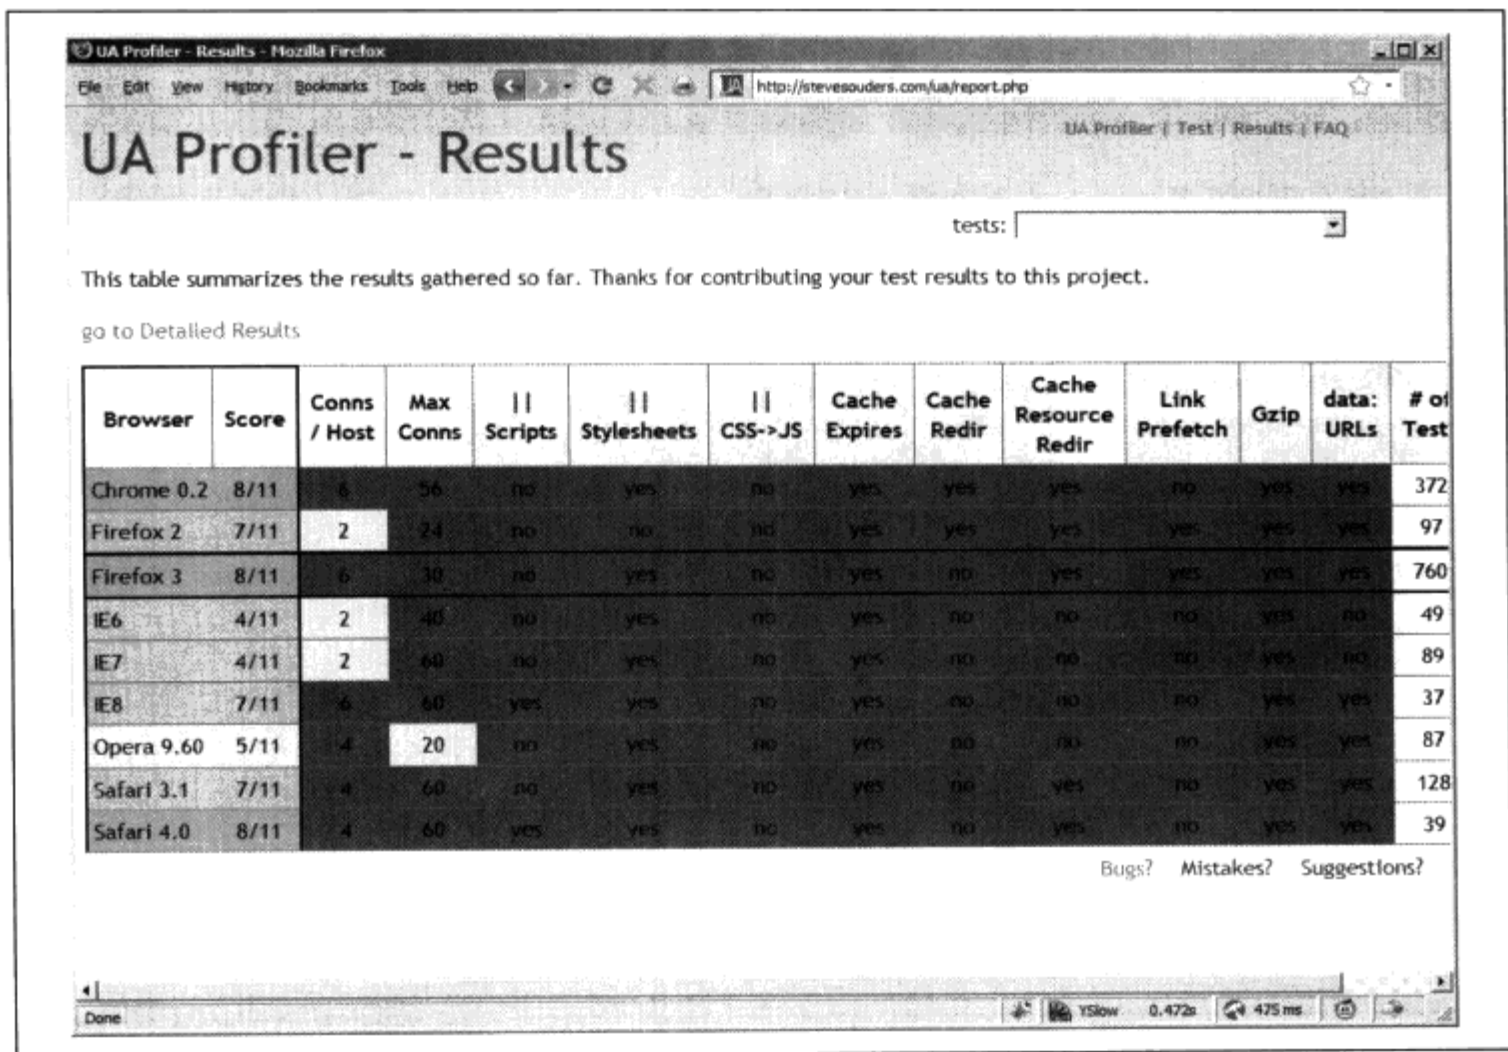 UA Profiler - Results - Mozilla Firefox
File Edit View History Bookmarks Tools Help UA http://stevesouders.com/ua/report.php
UA Profiler | Test | Results | FAQ
UA Profiler - Results
tests:
This table summarizes the results gathered so far. Thanks for contributing your test results to this project.
go to Detailed Results
Browser Score Conns / Host Max Conns || Scripts || Stylesheets || CSS->JS Cache Expires Cache Redir Cache Resource Redir Link Prefetch Gzip data: URLs # of Test
Chrome 0.2 8/11 6 56 no yes no yes yes yes no yes yes 372
Firefox 2 7/11 2 24 no no no yes yes yes yes yes yes 97
Firefox 3 8/11 6 30 no yes no yes no yes yes yes yes 760
IE6 4/11 2 40 no yes no yes no no no yes no 49
IE7 4/11 2 60 no yes no yes no no no yes no 89
IE8 7/11 6 60 yes yes no yes no no no yes yes 37
Opera 9.60 5/11 4 20 no yes no yes no no no yes yes 87
Safari 3.1 7/11 4 60 no yes no yes no yes no yes yes 128
Safari 4.0 8/11 4 60 yes yes no yes no yes no yes yes 39
Bugs? Mistakes? Suggestions?
Done YSlow 0.472s 475 ms